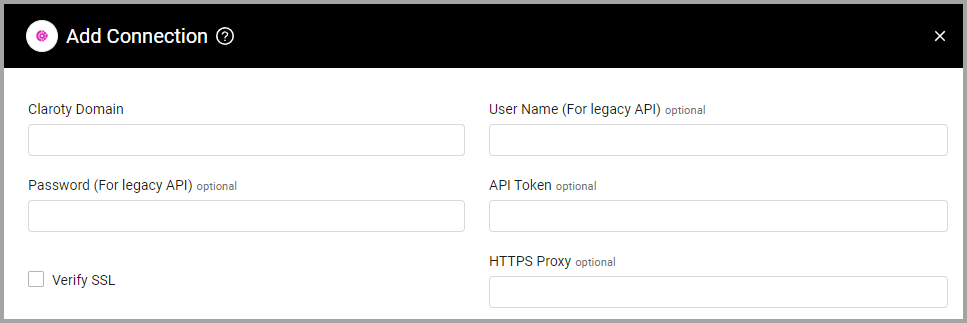 Add Connection ?
Claroty Domain
User Name (For legacy API) optional
Password (For legacy API) optional
API Token optional
Verify SSL
HTTPS Proxy optional